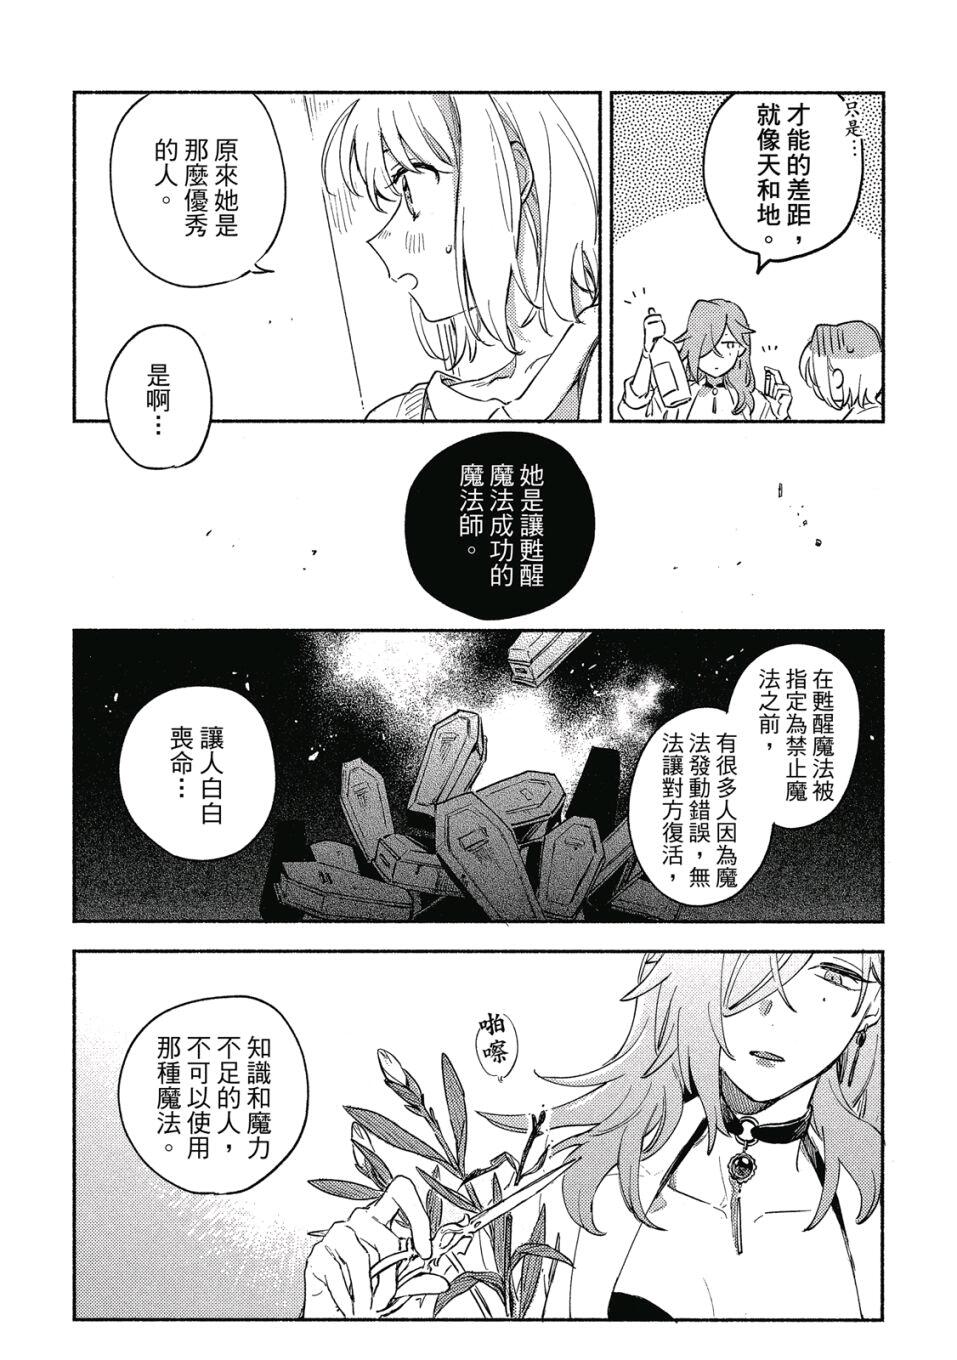 只是…
才能的差距，
就像天和地。
原來她是
那麼優秀
的人。
是啊…
她是讓甦醒
魔法成功的
魔法師。
在甦醒魔法被
指定為禁止魔
法之前，
有很多人因為魔
法發動錯誤，無
法讓對方復活，
讓人白白
喪命…
啪嚓
知識和魔力
不足的人，
不可以使用
那種魔法。